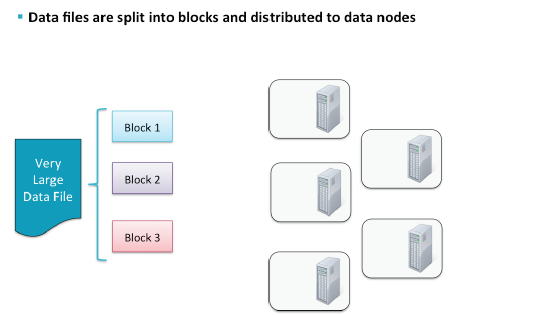 Data files are split into blocks and distributed to data nodes
Very
Large
Data File
Block 1
Block 2
Block 3